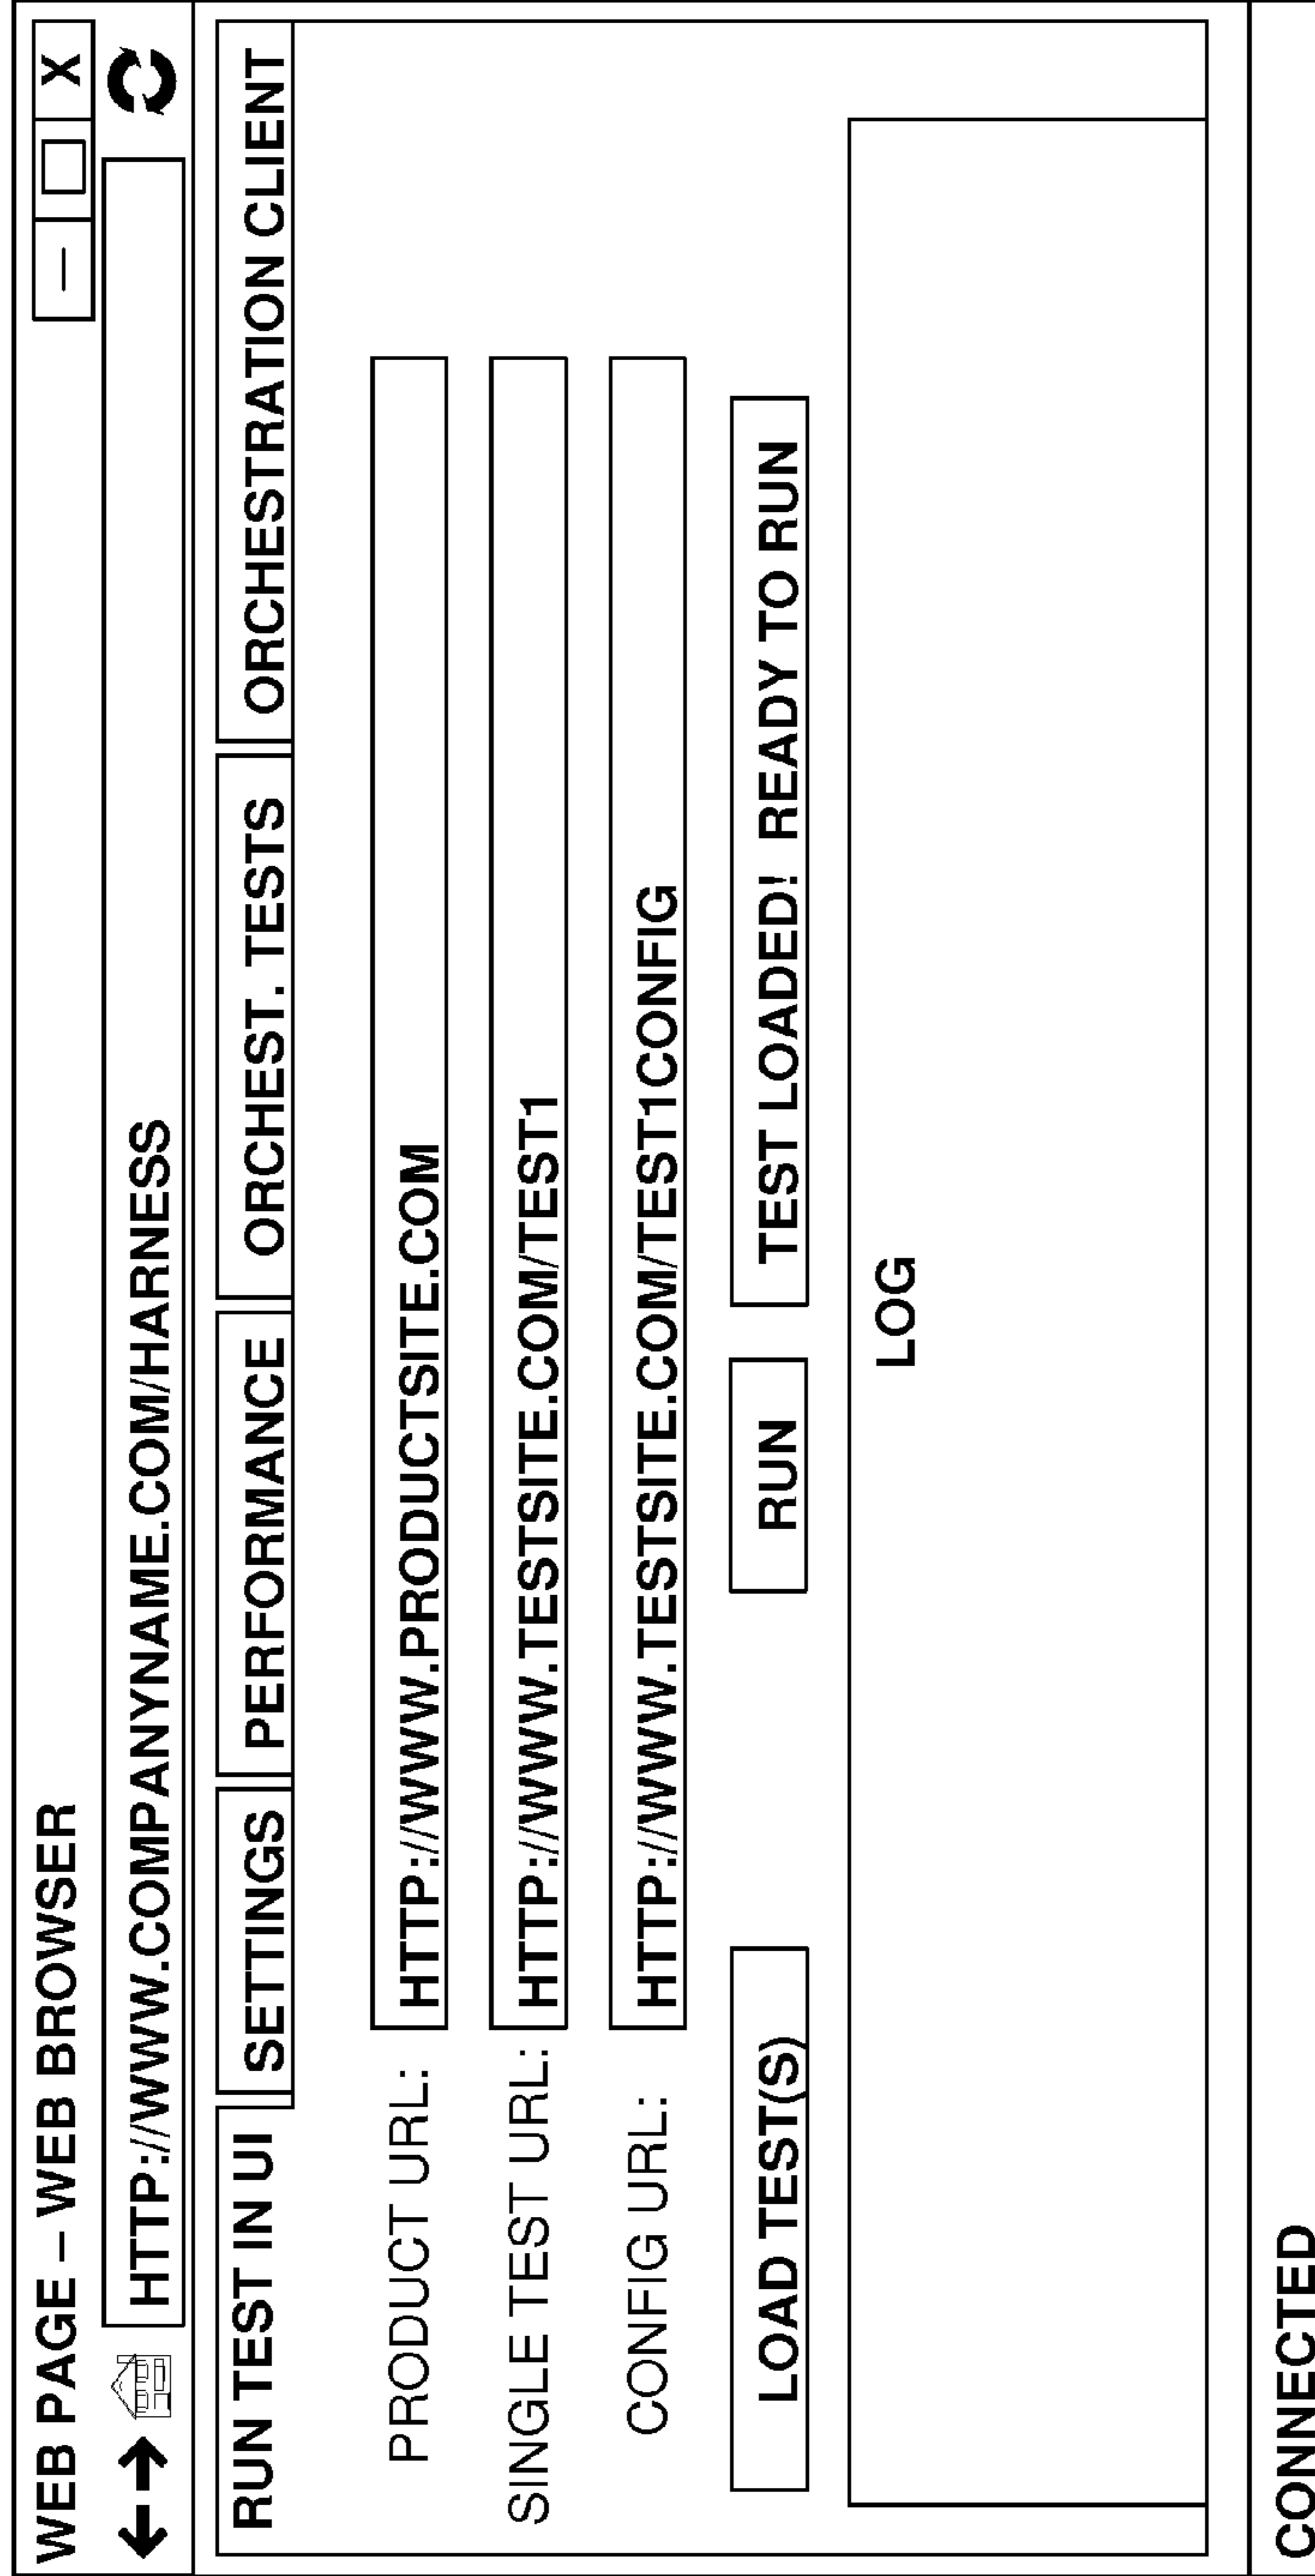 WEB PAGE – WEB BROWSER — □ X
HTTP://WWW.COMPANYNAME.COM/HARNESS
RUN TEST IN UI SETTINGS PERFORMANCE ORCHEST. TESTS ORCHESTRATION CLIENT
PRODUCT URL: HTTP://WWW.PRODUCTSITE.COM
SINGLE TEST URL: HTTP://WWW.TESTSITE.COM/TEST1
CONFIG URL: HTTP://WWW.TESTSITE.COM/TEST1CONFIG
LOAD TEST(S) RUN TEST LOADED! READY TO RUN
LOG
CONNECTED